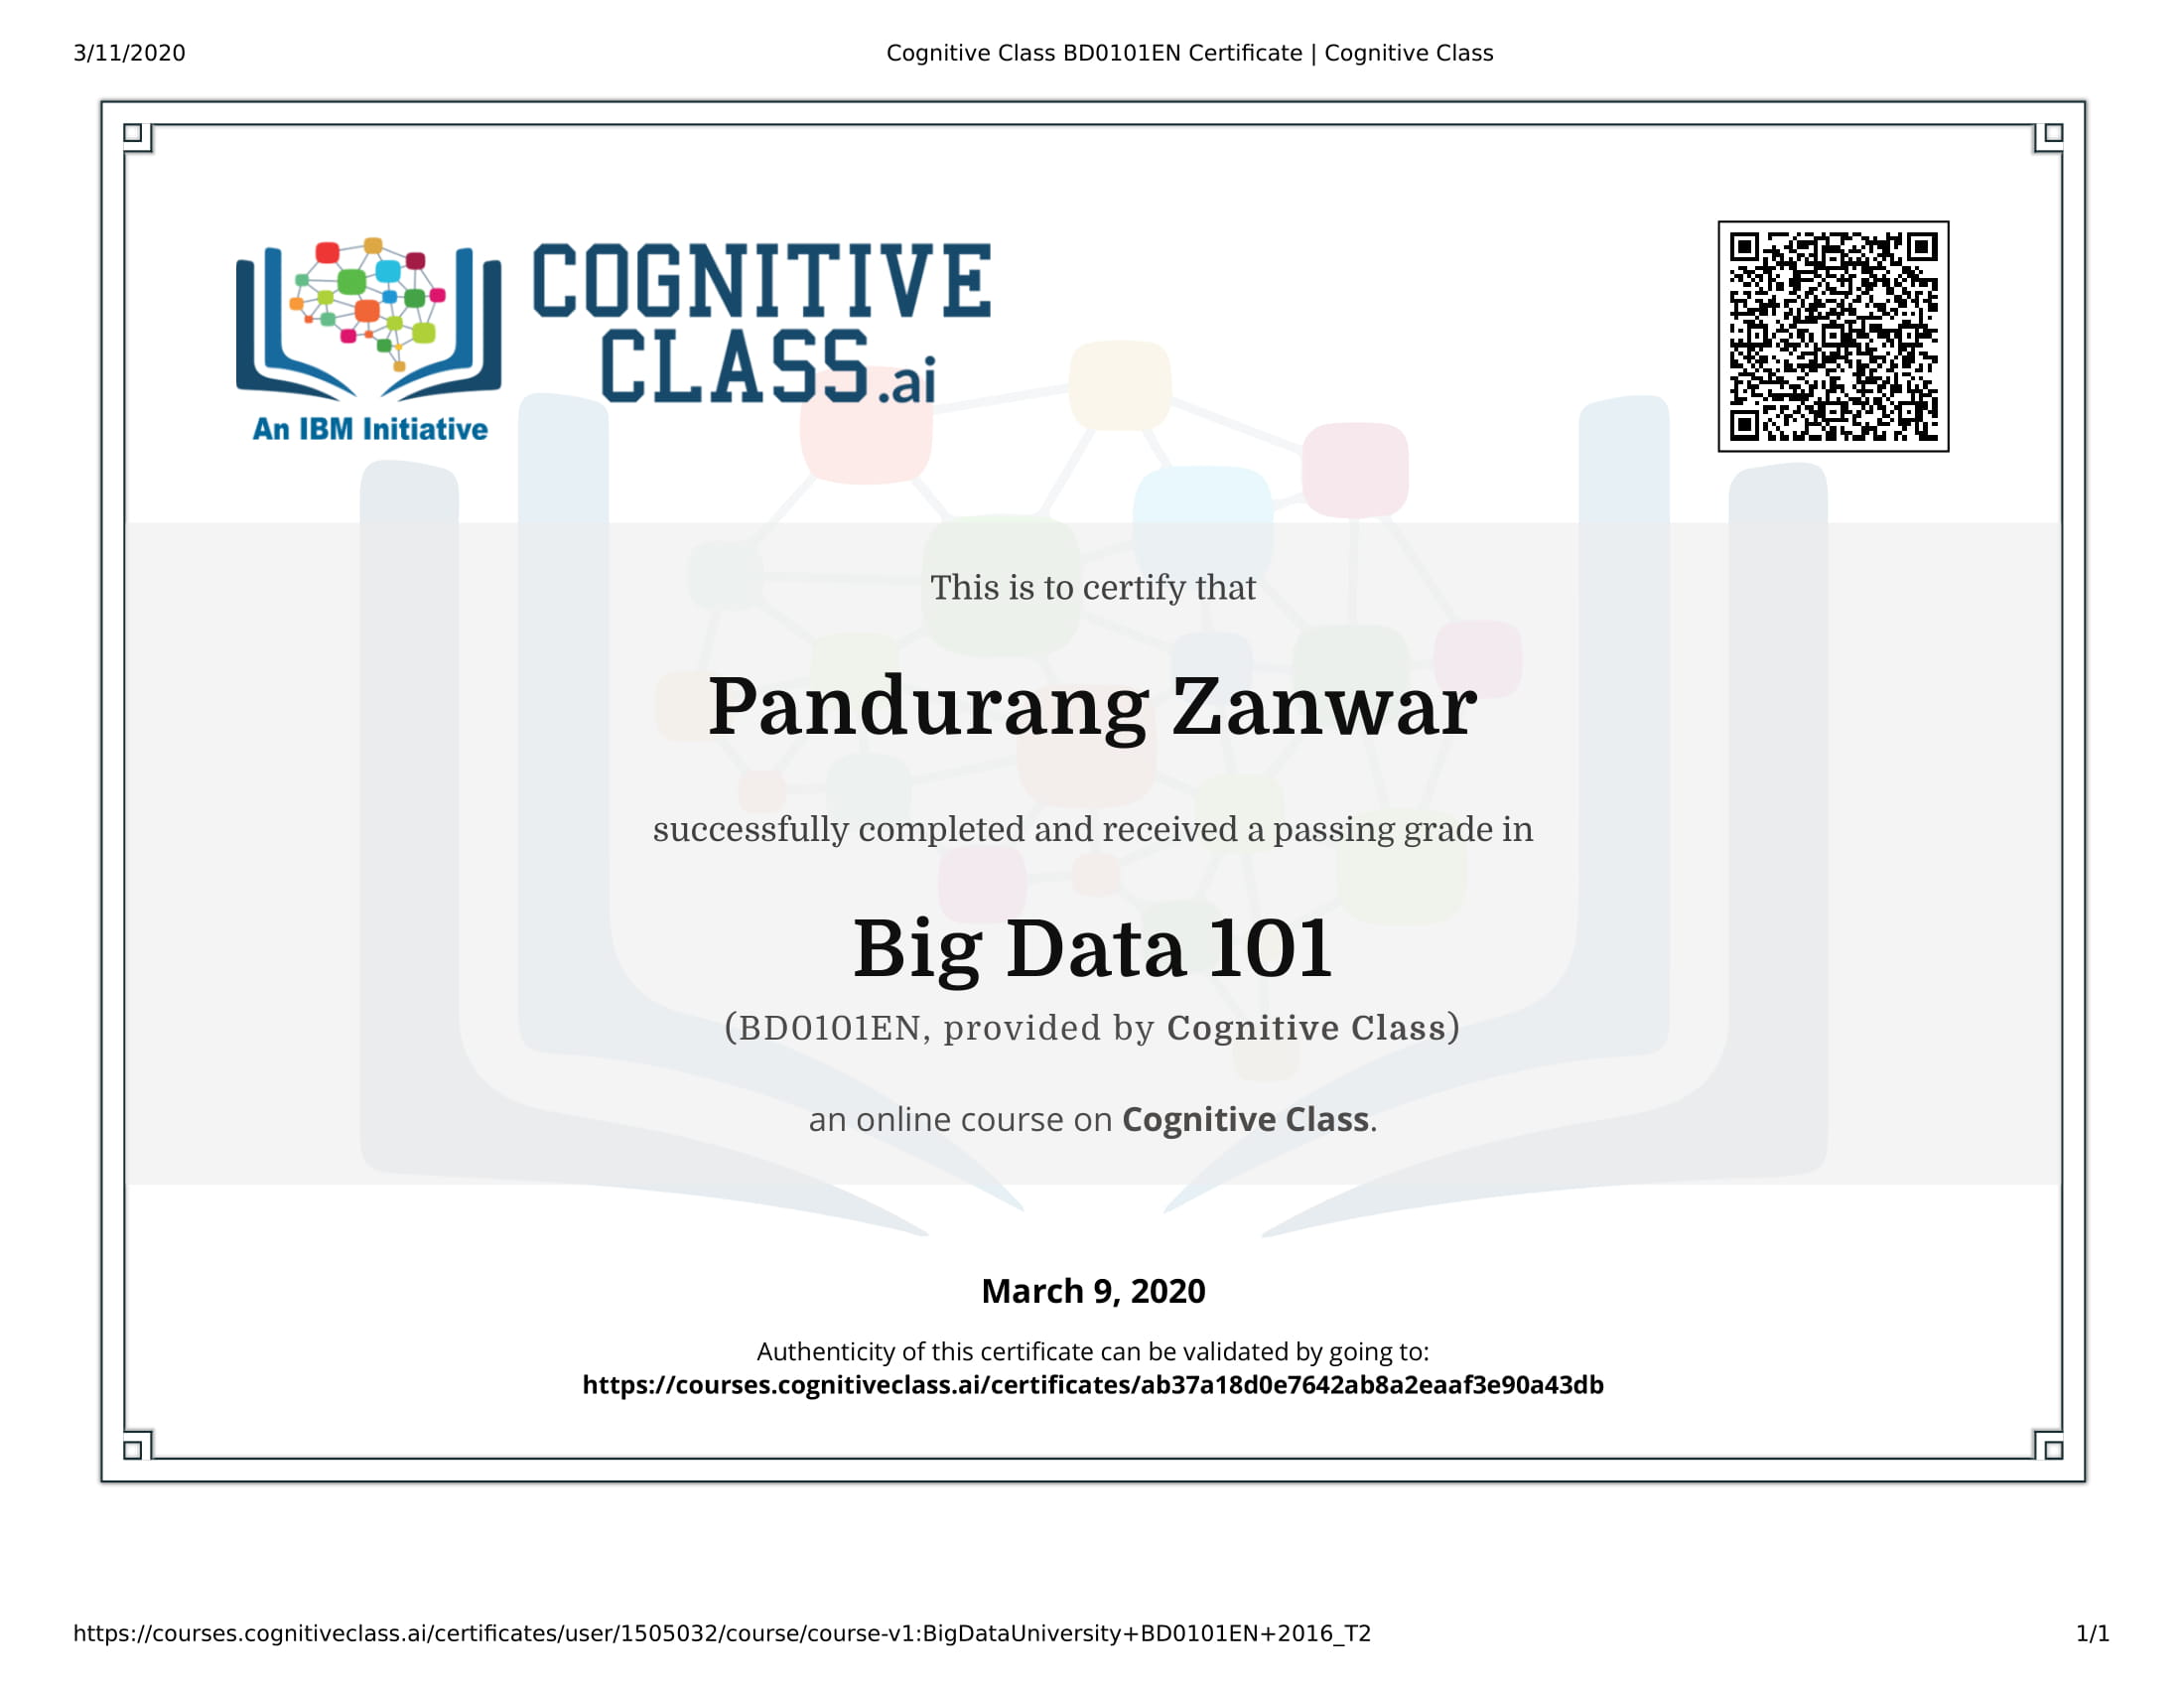 3/11/2020
Cognitive Class BD0101EN Certificate | Cognitive Class
COGNITIVE
CLASS.ai
An IBM Initiative
This is to certify that
Pandurang Zanwar
successfully completed and received a passing grade in
Big Data 101
(BD0101EN, provided by Cognitive Class)
an online course on Cognitive Class.
March 9, 2020
Authenticity of this certificate can be validated by going to:
https://courses.cognitiveclass.ai/certificates/ab37a18d0e7642ab8a2eaaf3e90a43db
https://courses.cognitiveclass.ai/certificates/user/1505032/course/course-v1:BigDataUniversity+BD0101EN+2016_T2
1/1